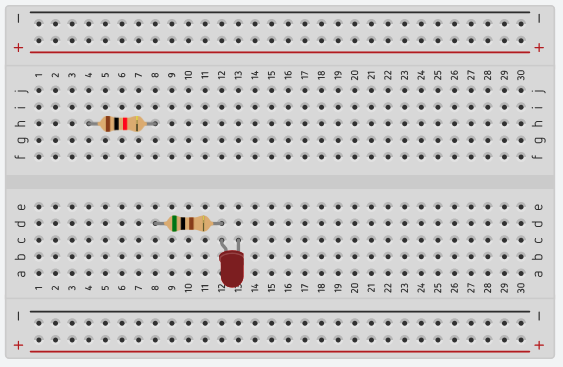 − −
+ +
1 2 3 4 5 6 7 8 9 10 11 12 13 14 15 16 17 18 19 20 21 22 23 24 25 26 27 28 29 30
j j
i i
h h
g g
f f
e e
d d
c c
b b
a a
1 2 3 4 5 6 7 8 9 10 11 12 13 14 15 16 17 18 19 20 21 22 23 24 25 26 27 28 29 30
− −
+ +